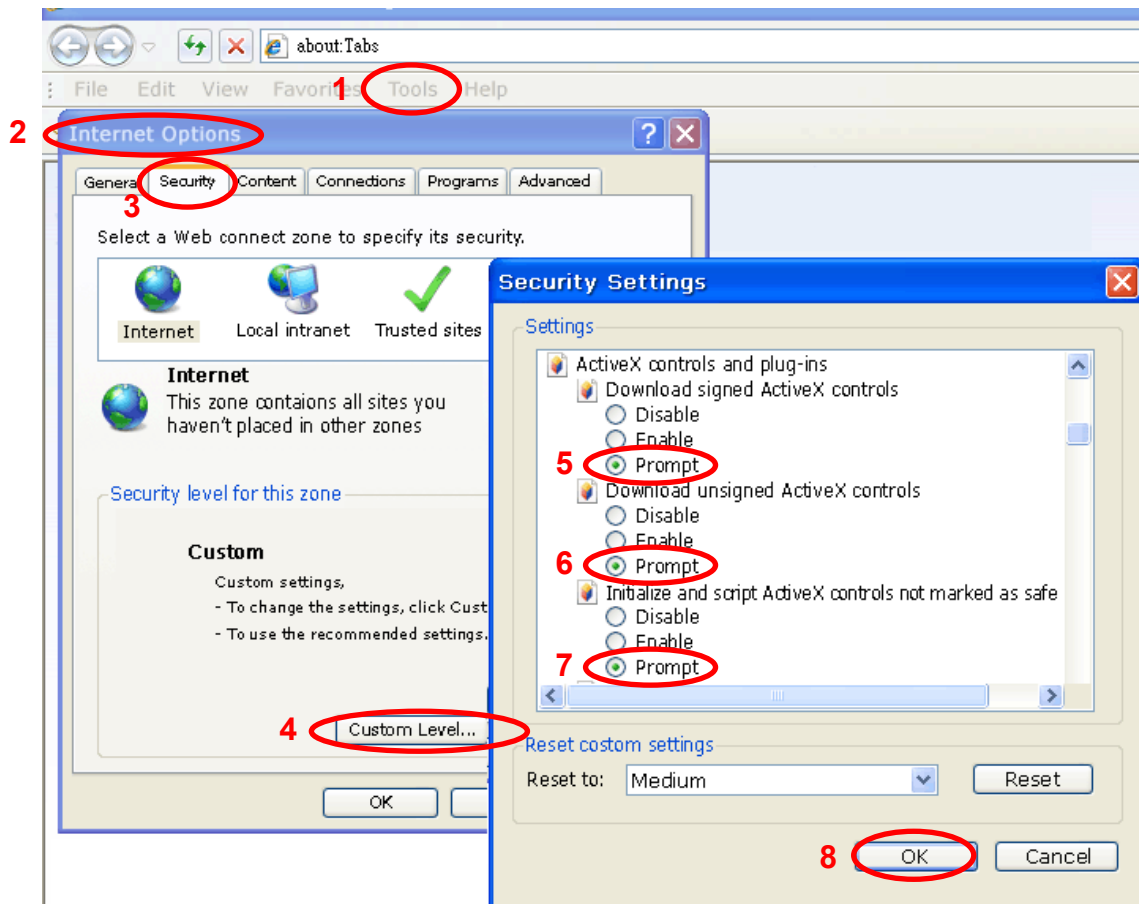 about:Tabs
File Edit View Favorites 1 Tools Help
2 Internet Options
General Security Content Connections Programs Advanced
3
Select a Web connect zone to specify its security.
Internet Local intranet Trusted sites
Internet
This zone contaions all sites you
haven't placed in other zones
Security level for this zone
Custom
Custom settings,
- To change the settings, click Cust
- To use the recommended settings.
4 Custom Level...
OK
Security Settings
Settings
ActiveX controls and plug-ins
Download signed ActiveX controls
Disable
Enable
5 Prompt
Download unsigned ActiveX controls
Disable
Enable
6 Prompt
Initialize and script ActiveX controls not marked as safe
Disable
Enable
7 Prompt
Reset costom settings
Reset to: Medium Reset
8 OK Cancel